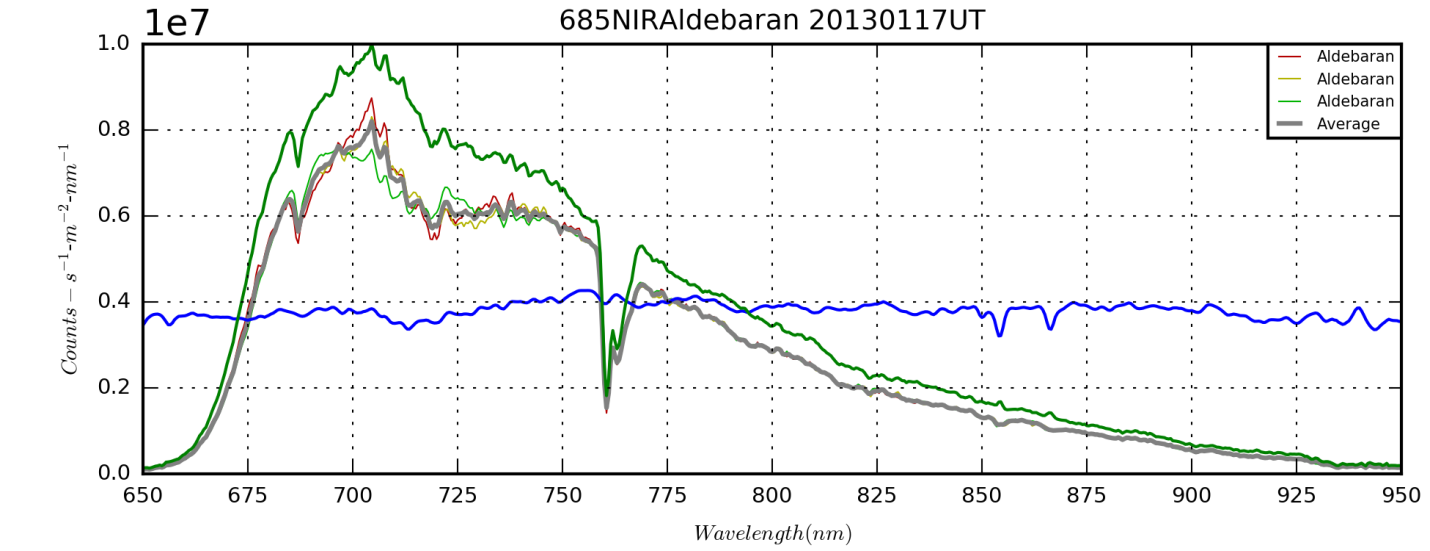 1e7
685NIRAldebaran 20130117UT
1.0
0.8
0.6
0.4
0.2
0.0
Counts − s⁻¹-m⁻²-nm⁻¹
Aldebaran
Aldebaran
Aldebaran
Average
650 675 700 725 750 775 800 825 850 875 900 925 950
Wavelength(nm)